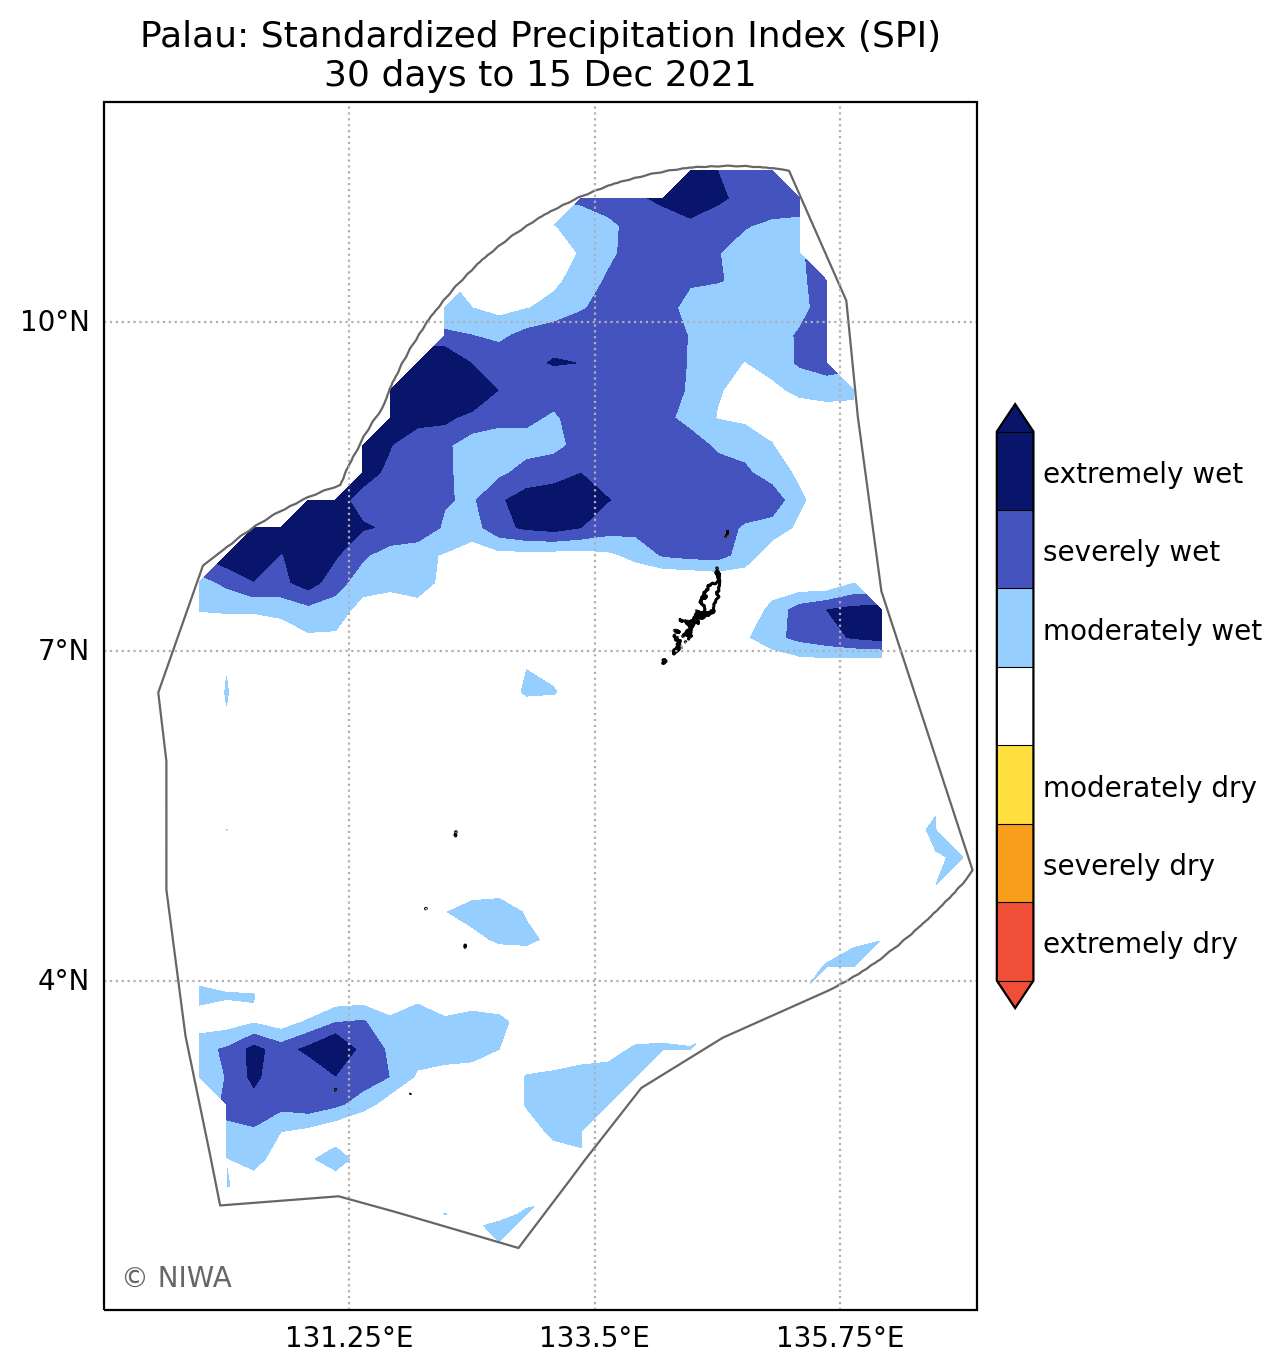 Palau: Standardized Precipitation Index (SPI)
30 days to 15 Dec 2021
10°N
7°N
4°N
131.25°E
133.5°E
135.75°E
extremely wet
severely wet
moderately wet
moderately dry
severely dry
extremely dry
© NIWA